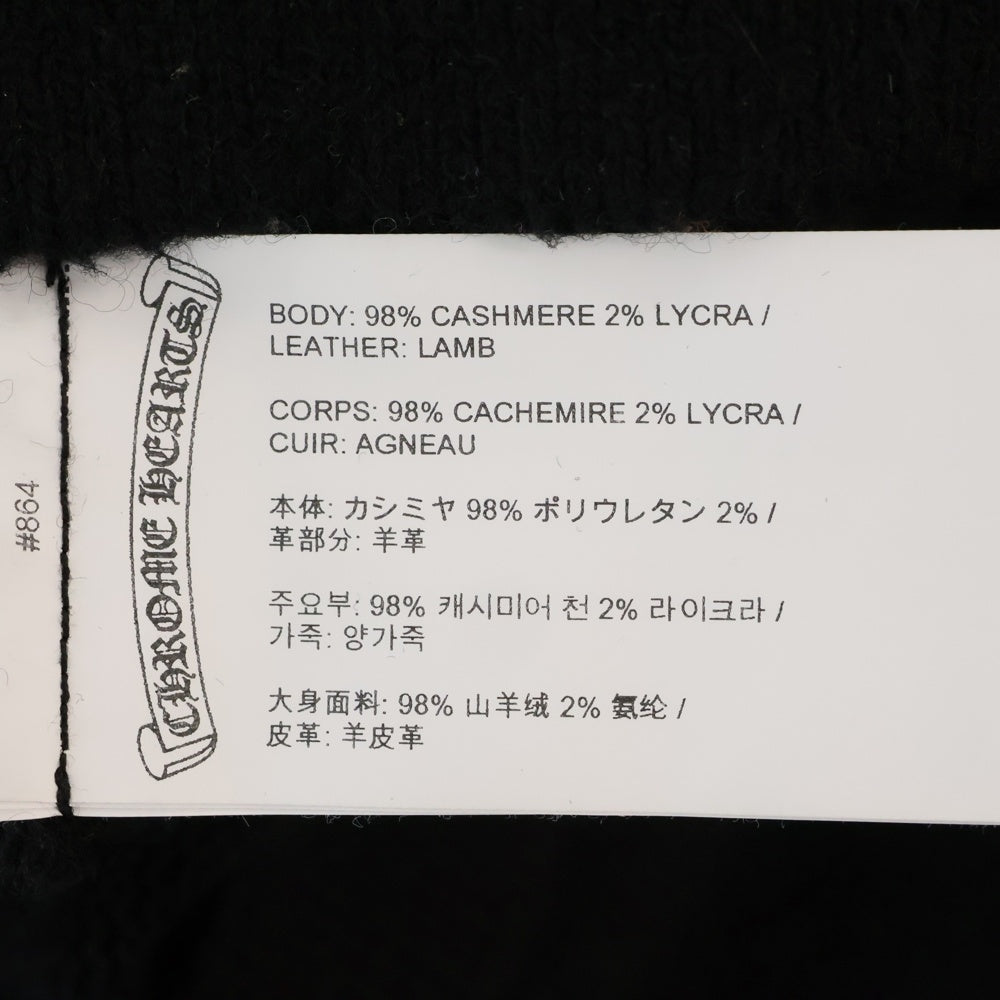 #864
CHROME HEARTS
BODY: 98% CASHMERE 2% LYCRA /
LEATHER: LAMB
CORPS: 98% CACHEMIRE 2% LYCRA /
CUIR: AGNEAU
本体: カシミヤ 98% ポリウレタン 2% /
革部分: 羊革
주요부: 98% 캐시미어 천 2% 라이크라 /
가죽: 양가죽
大身面料: 98% 山羊绒 2% 氨纶 /
皮革: 羊皮革